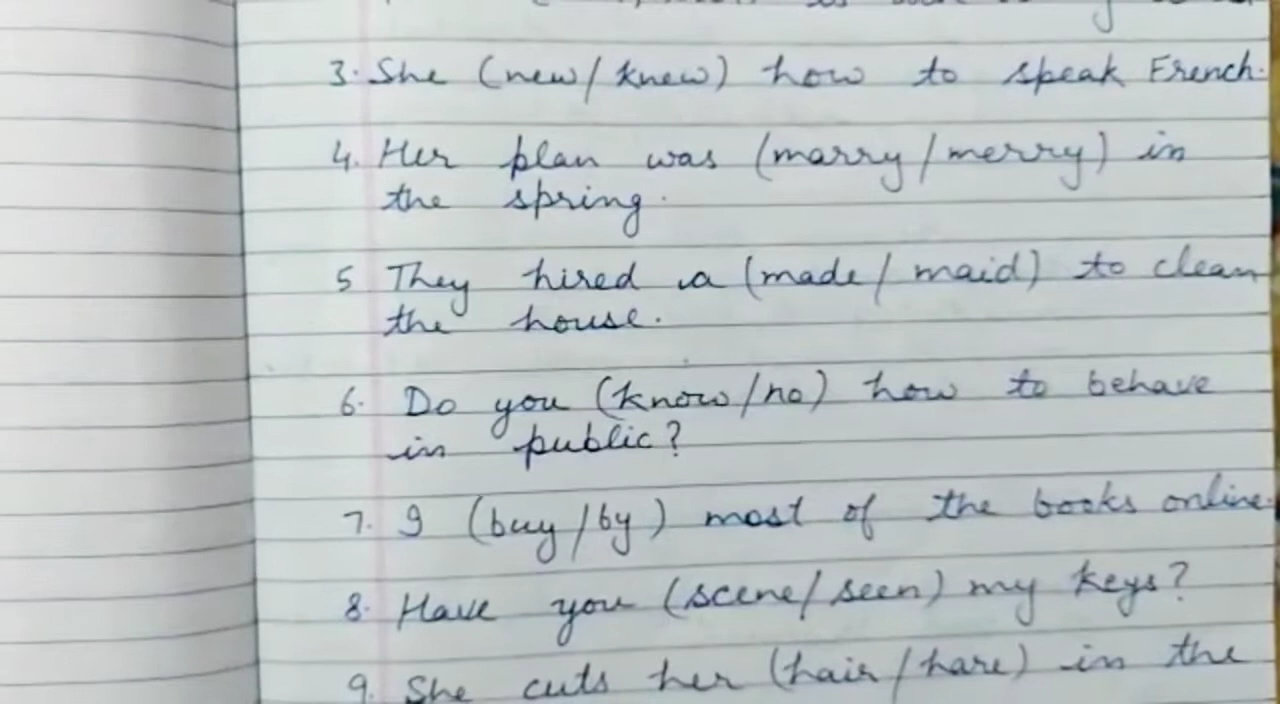 3. She (new/knew) how to speak French.
4. Her plan was (marry/merry) in
the spring.
5 They hired a (made/maid) to clean
the house.
6. Do you (know/no) how to behave
in public?
7. I (buy/by) most of the books online.
8. Have you (scene/seen) my keys?
9. She cuts her (hair/hare) in the